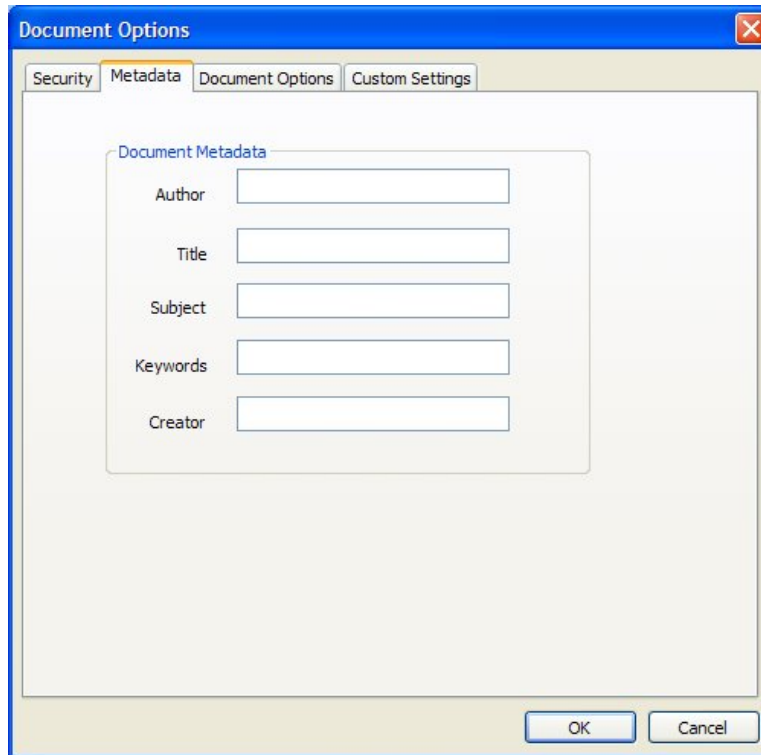 Document Options
Security Metadata Document Options Custom Settings
Document Metadata
Author
Title
Subject
Keywords
Creator
OK Cancel